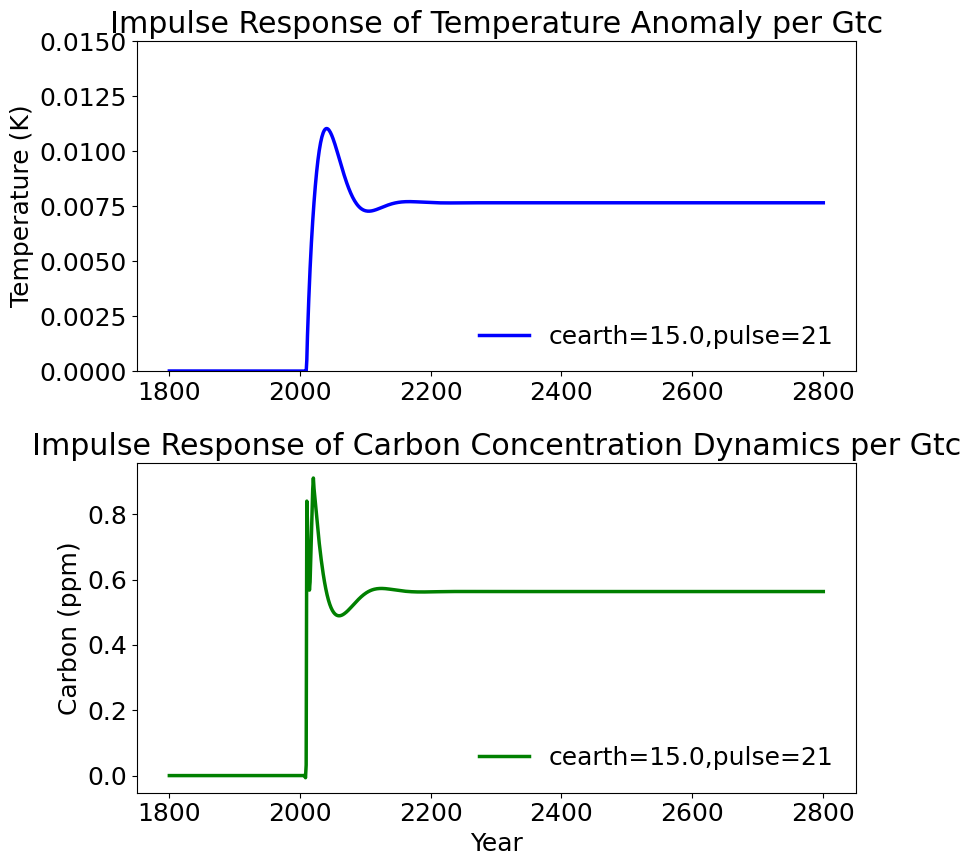 Impulse Response of Temperature Anomaly per Gtc
0.0150
0.0125
0.0100
0.0075
0.0050
0.0025
0.0000
Temperature (K)
cearth=15.0,pulse=21
1800 2000 2200 2400 2600 2800
Impulse Response of Carbon Concentration Dynamics per Gtc
0.8
0.6
0.4
0.2
0.0
Carbon (ppm)
cearth=15.0,pulse=21
1800 2000 2200 2400 2600 2800
Year